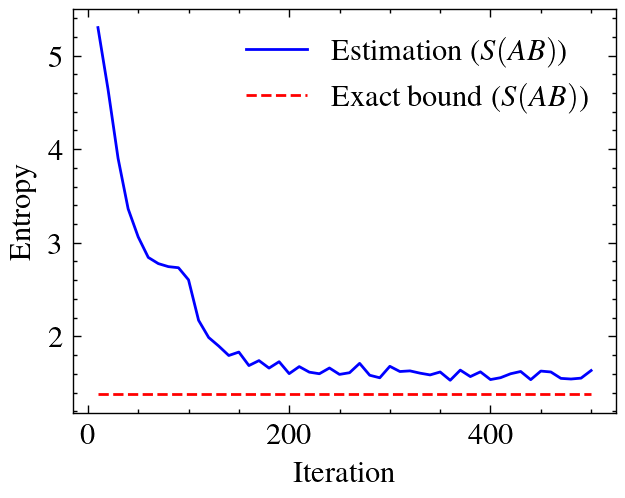 Estimation (S(AB))
Exact bound (S(AB))
5
4
3
2
Entropy
0 200 400
Iteration